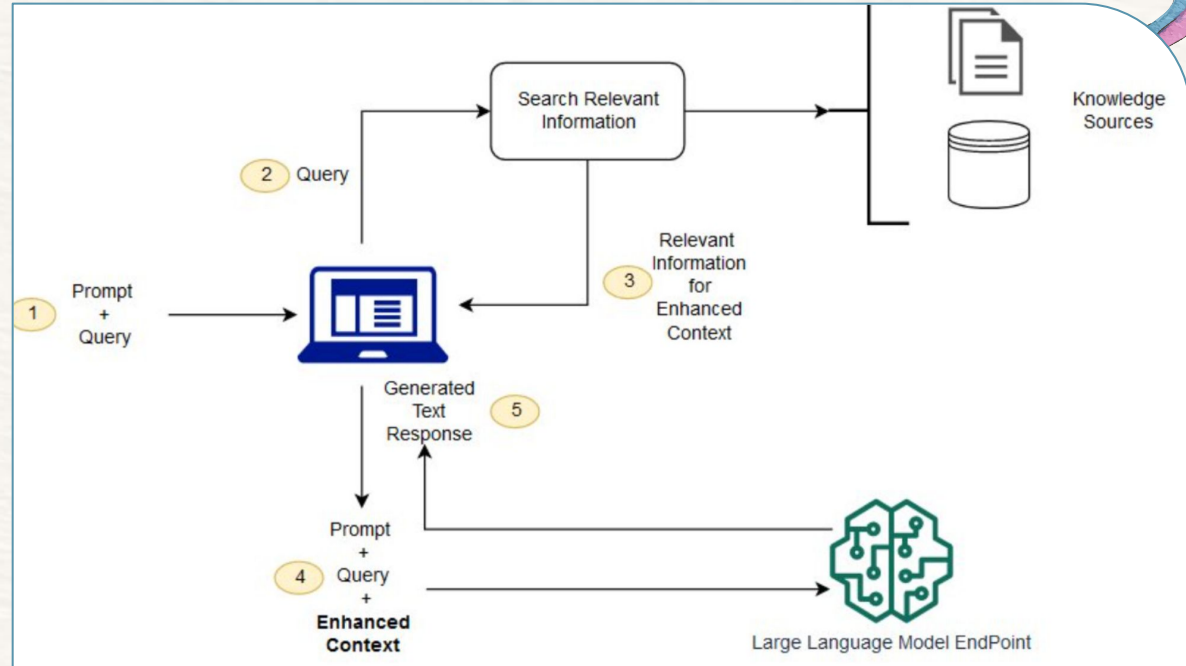 Search Relevant
Information
Knowledge
Sources
2
Query
Relevant
Information
for
Enhanced
Context
3
1
Prompt
+
Query
Generated
Text
Response
5
Prompt
+
Query
+
Enhanced
Context
4
Large Language Model EndPoint